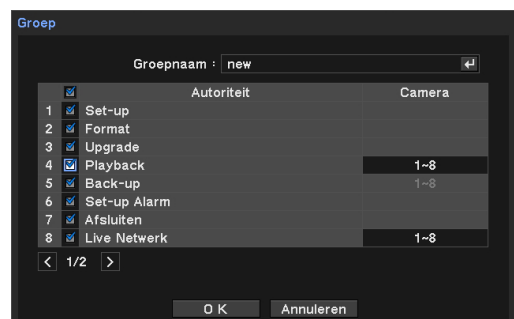 Groep
Groepnaam : new
Autoriteit Camera
1 Set-up
2 Format
3 Upgrade
4 Playback 1~8
5 Back-up 1~8
6 Set-up Alarm
7 Afsluiten
8 Live Netwerk 1~8
< 1/2 >
OK Annuleren